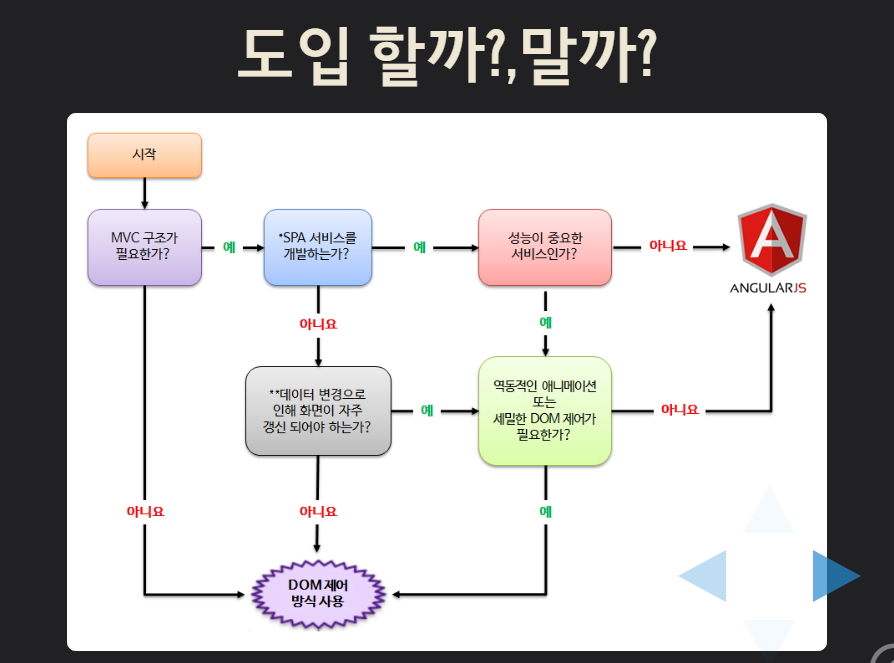 도입 할까?,말까?
시작
MVC 구조가
필요한가?
예
*SPA 서비스를
개발하는가?
예
성능이 중요한
서비스인가?
아니요
ANGULARJS
아니요
예
**데이터 변경으로
인해 화면이 자주
갱신 되어야 하는가?
예
역동적인 애니메이션
또는
세밀한 DOM 제어가
필요한가?
아니요
아니요
아니요
예
DOM 제어
방식 사용